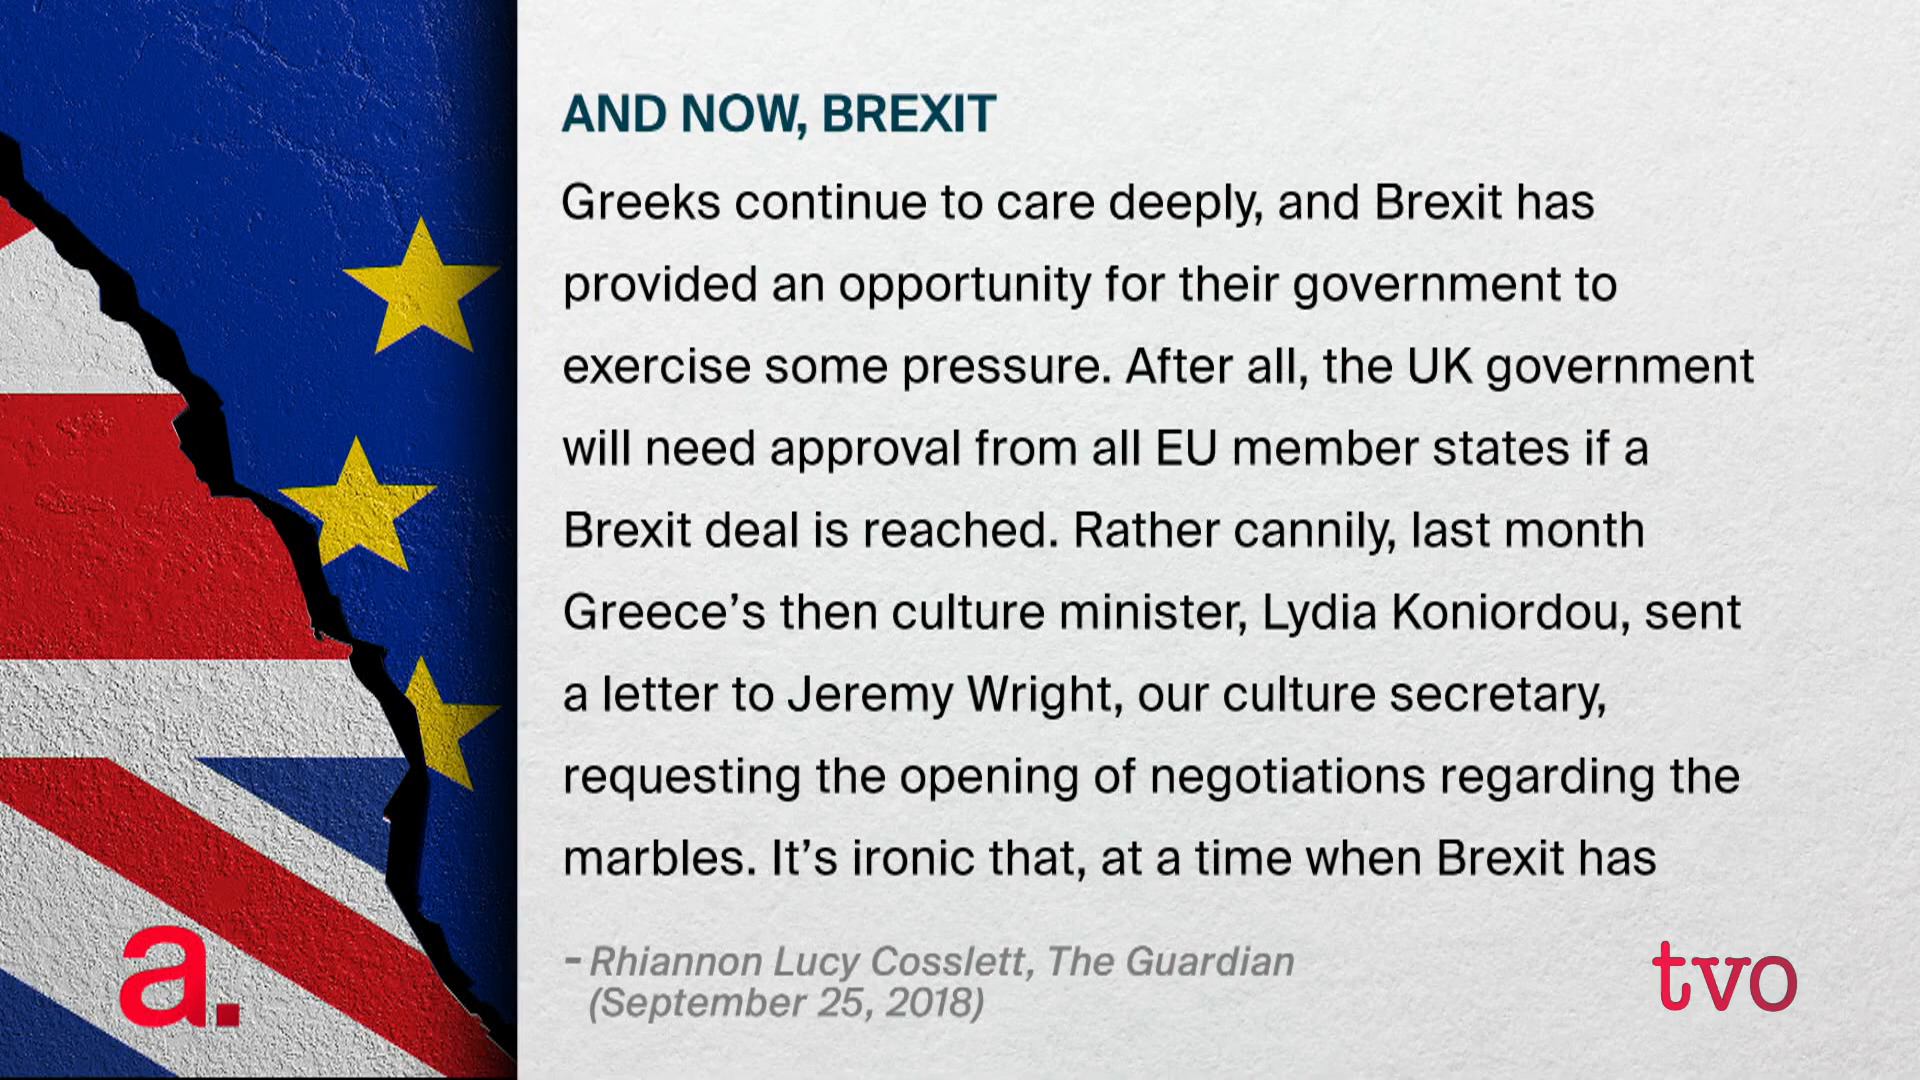 AND NOW, BREXIT
Greeks continue to care deeply, and Brexit has
provided an opportunity for their government to
exercise some pressure. After all, the UK government
will need approval from all EU member states if a
Brexit deal is reached. Rather cannily, last month
Greece’s then culture minister, Lydia Koniordou, sent
a letter to Jeremy Wright, our culture secretary,
requesting the opening of negotiations regarding the
marbles. It’s ironic that, at a time when Brexit has
- Rhiannon Lucy Cosslett, The Guardian
(September 25, 2018)
a.
tvo